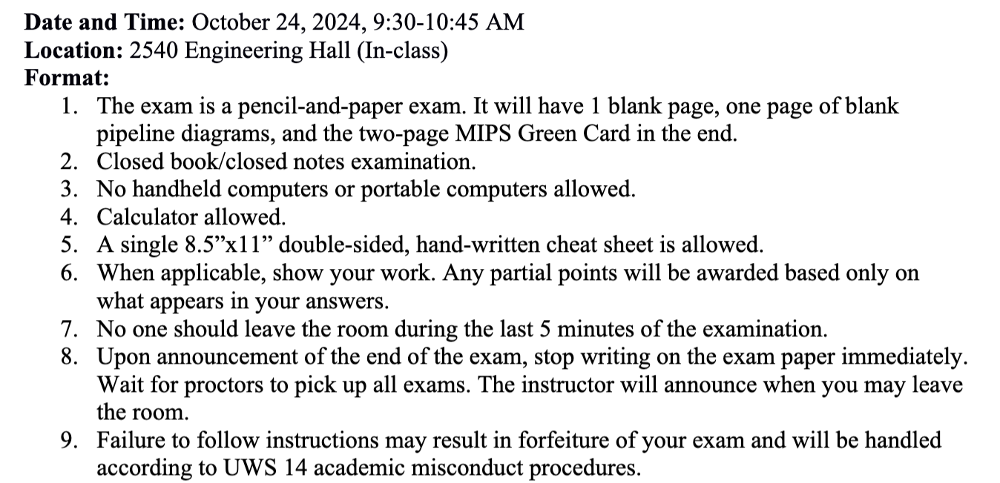 Date and Time: October 24, 2024, 9:30-10:45 AM
Location: 2540 Engineering Hall (In-class)
Format:
1. The exam is a pencil-and-paper exam. It will have 1 blank page, one page of blank
pipeline diagrams, and the two-page MIPS Green Card in the end.
2. Closed book/closed notes examination.
3. No handheld computers or portable computers allowed.
4. Calculator allowed.
5. A single 8.5”x11” double-sided, hand-written cheat sheet is allowed.
6. When applicable, show your work. Any partial points will be awarded based only on
what appears in your answers.
7. No one should leave the room during the last 5 minutes of the examination.
8. Upon announcement of the end of the exam, stop writing on the exam paper immediately.
Wait for proctors to pick up all exams. The instructor will announce when you may leave
the room.
9. Failure to follow instructions may result in forfeiture of your exam and will be handled
according to UWS 14 academic misconduct procedures.